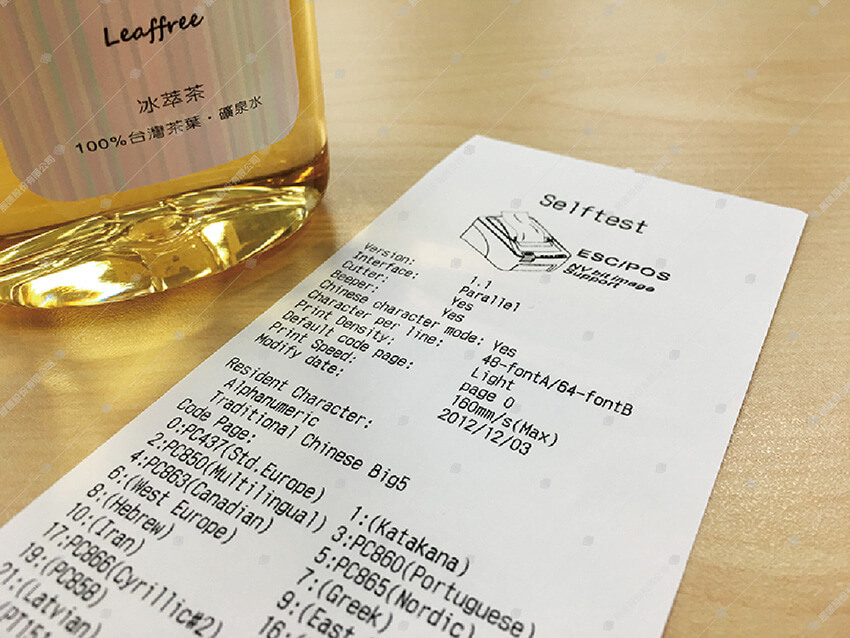 Leaffree
冰萃茶
100%台灣茶葉・礦泉水
Selftest
ESC/POS
NV bit image
Support
Version: 1.1
Interface: Parallel
Cutter: Yes
Beeper: Yes
Chinese character mode: Yes
Character per line: 48-fontA/64-fontB
Print Density: Light
Default code page: page 0
Print Speed: 160mm/s(Max)
Modify date: 2012/12/03
Resident Character:
Alphanumeric
Traditional Chinese Big5
Code Page:
0:PC437(Std.Europe) 1:(Katakana)
2:PC850(Multilingual) 3:PC860(Portuguese)
4:PC863(Canadian) 5:PC865(Nordic)
6:(West Europe) 7:(Greek)
8:(Hebrew) 9:(East
10:(Iran) 16:(
17:PC866(Cyrillic#2)
19:(PC858)
21:(Latvian)
(PT151